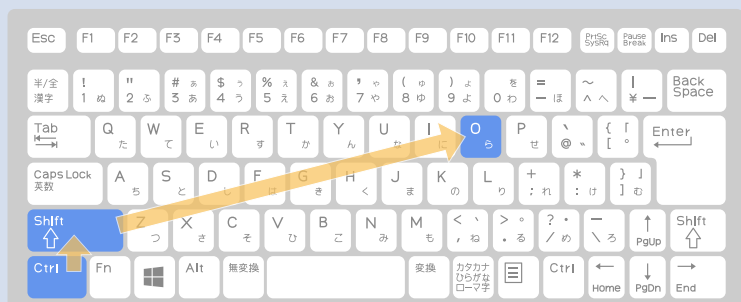 Esc F1 F2 F3 F4 F5 F6 F7 F8 F9 F10 F11 F12 PrtSc SysRq Pause Break Ins Del
半/全 漢字 ! 1 ぬ " 2 ふ # ぁ 3 あ $ ぅ 4 う % ぇ 5 え & ぉ 6 お ' ゃ 7 や ( ゅ 8 ゆ ) ょ 9 よ を 0 わ = - ほ ~ ^ へ | ¥ ー Back Space
Tab Q た W て E い R す T か Y ん U な I に O ら P せ ` @ ゛ { 「 [ ゜ Enter
Caps Lock 英数 A ち S と D し F は G き H く J ま K の L り + ; れ * : け } 」 ] む
Shift Z つ X さ C そ V ひ B こ N み M も < 、 , ね > 。 . る ? ・ / め _ \ ろ PgUp Shift
Ctrl Fn Alt 無変換 変換 カタカナ ひらがな ローマ字 Ctrl Home PgDn End